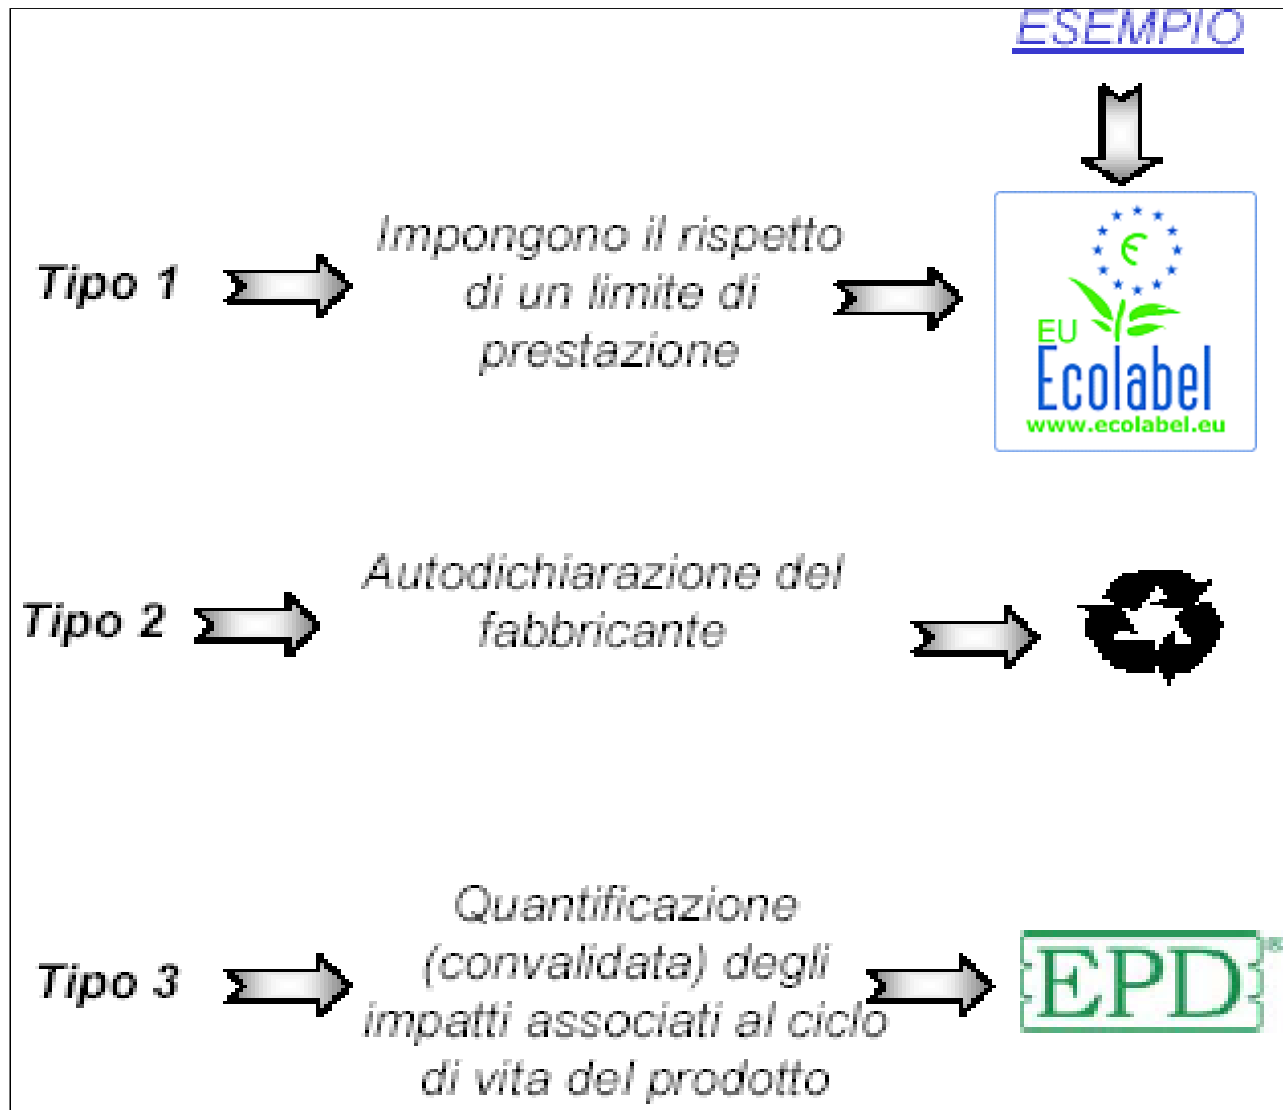 ESEMPIO
Tipo 1
Impongono il rispetto
di un limite di
prestazione
EU
Ecolabel
www.ecolabel.eu
Tipo 2
Autodichiarazione del
fabbricante
Tipo 3
Quantificazione
(convalidata) degli
impatti associati al ciclo
di vita del prodotto
EPD®